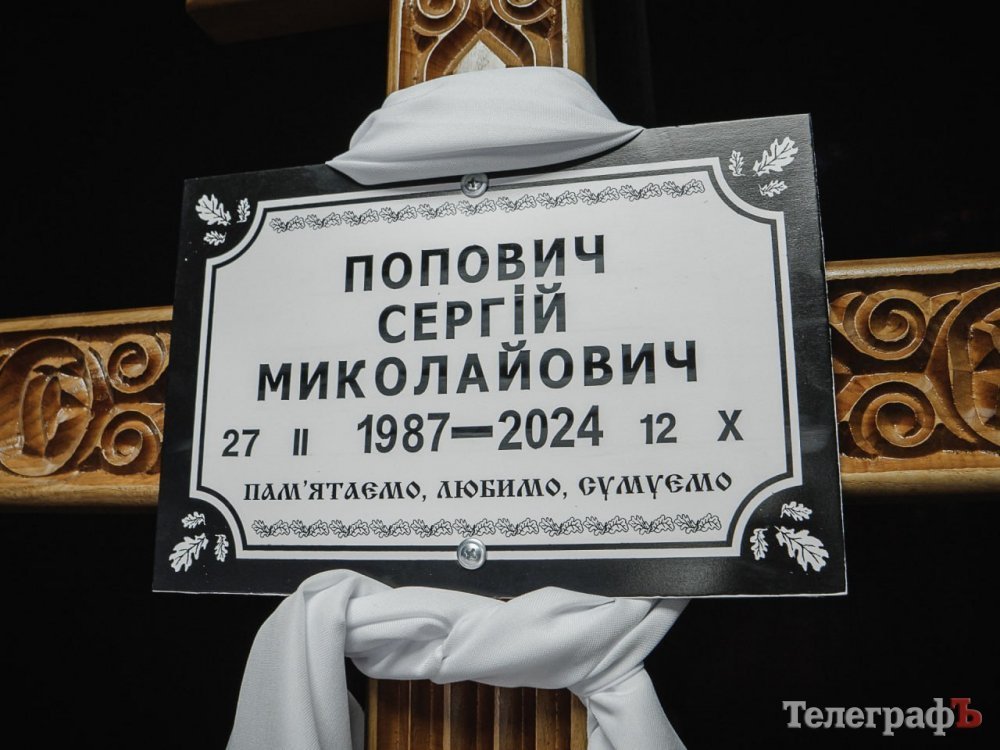 ПОПОВИЧ
СЕРГІЙ
МИКОЛАЙОВИЧ
27 II 1987—2024 12 X
ПАМ'ЯТАЄМО, ЛЮБИМО, СУМУЄМО
ТелеграфЪ